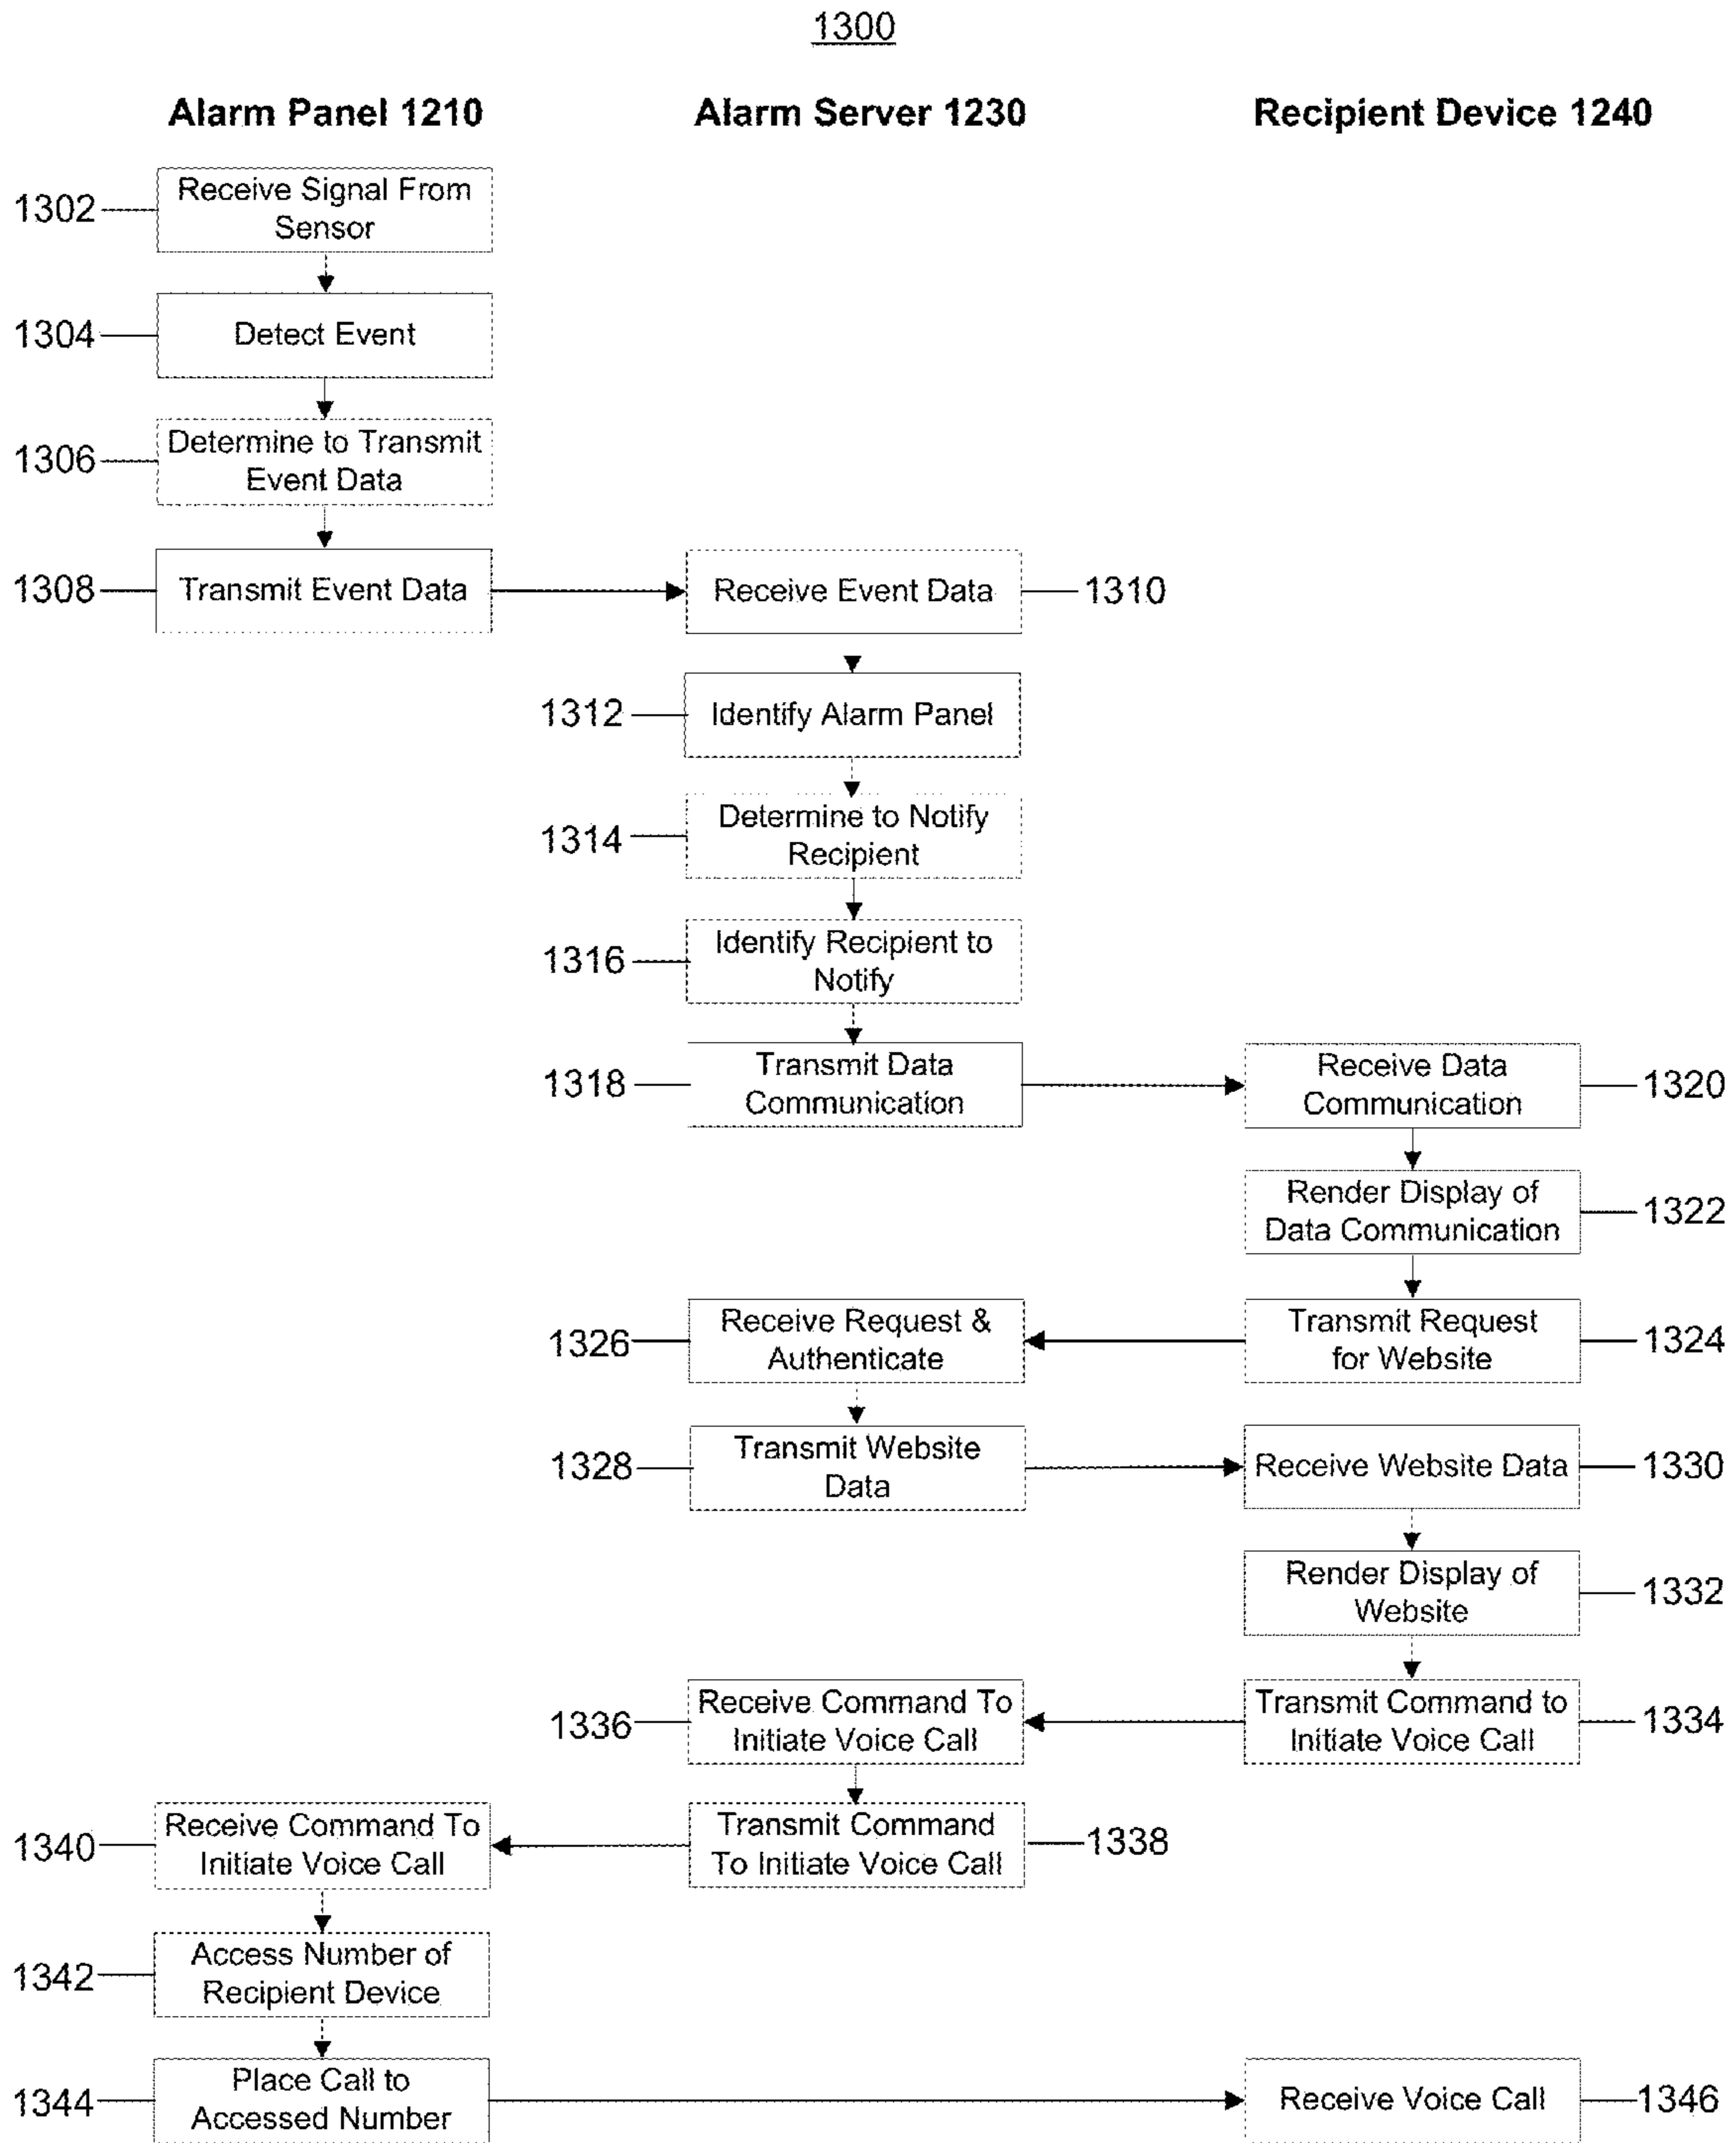 1300
Alarm Panel 1210
Alarm Server 1230
Recipient Device 1240
1302
Receive Signal From
Sensor
1304
Detect Event
1306
Determine to Transmit
Event Data
1308
Transmit Event Data
Receive Event Data
1310
1312
Identify Alarm Panel
1314
Determine to Notify
Recipient
1316
Identify Recipient to
Notify
1318
Transmit Data
Communication
Receive Data
Communication
1320
Render Display of
Data Communication
1322
1326
Receive Request &
Authenticate
Transmit Request
for Website
1324
1328
Transmit Website
Data
Receive Website Data
1330
Render Display of
Website
1332
1336
Receive Command To
Initiate Voice Call
Transmit Command to
Initiate Voice Call
1334
1340
Receive Command To
Initiate Voice Call
Transmit Command
To Initiate Voice Call
1338
1342
Access Number of
Recipient Device
1344
Place Call to
Accessed Number
Receive Voice Call
1346